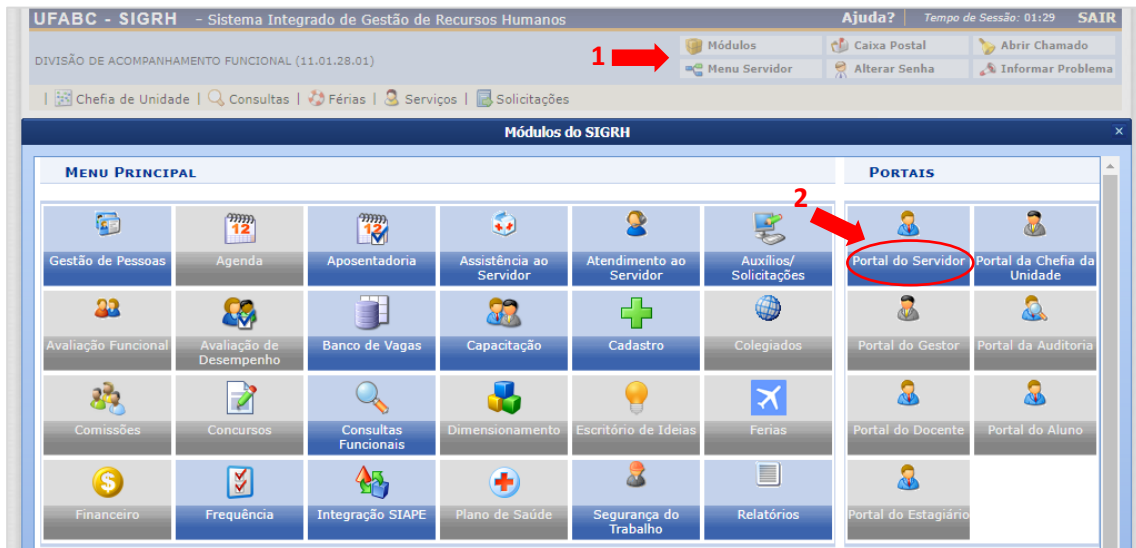 UFABC - SIGRH - Sistema Integrado de Gestão de Recursos Humanos
Ajuda? Tempo de Sessão: 01:29 SAIR
DIVISÃO DE ACOMPANHAMENTO FUNCIONAL (11.01.28.01)
1
Módulos Caixa Postal Abrir Chamado
Menu Servidor Alterar Senha Informar Problema
| Chefia de Unidade | Consultas | Férias | Serviços | Solicitações
Módulos do SIGRH x
MENU PRINCIPAL
PORTAIS
2
12 12
Gestão de Pessoas Agenda Aposentadoria Assistência ao Atendimento ao Auxílios/ Portal do Servidor Portal da Chefia da
Servidor Servidor Solicitações Unidade
Avaliação Funcional Avaliação de Banco de Vagas Capacitação Cadastro Colegiados Portal do Gestor Portal da Auditoria
Desempenho
Comissões Concursos Consultas Dimensionamento Escritório de Ideias Ferias Portal do Docente Portal do Aluno
Funcionais
Financeiro Frequência Integração SIAPE Plano de Saúde Segurança do Relatórios Portal do Estagiário
Trabalho